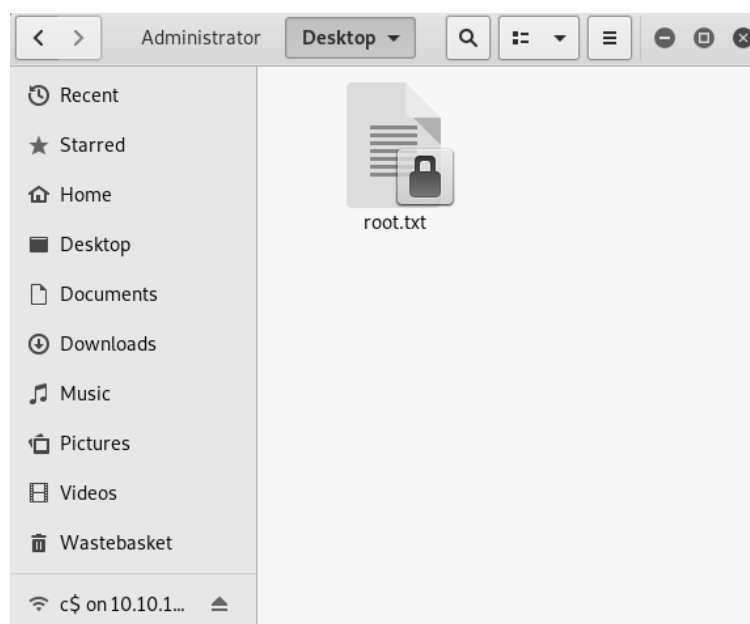 Administrator
Desktop
root.txt
Recent
Starred
Home
Desktop
Documents
Downloads
Music
Pictures
Videos
Wastebasket
c$ on 10.10.1...